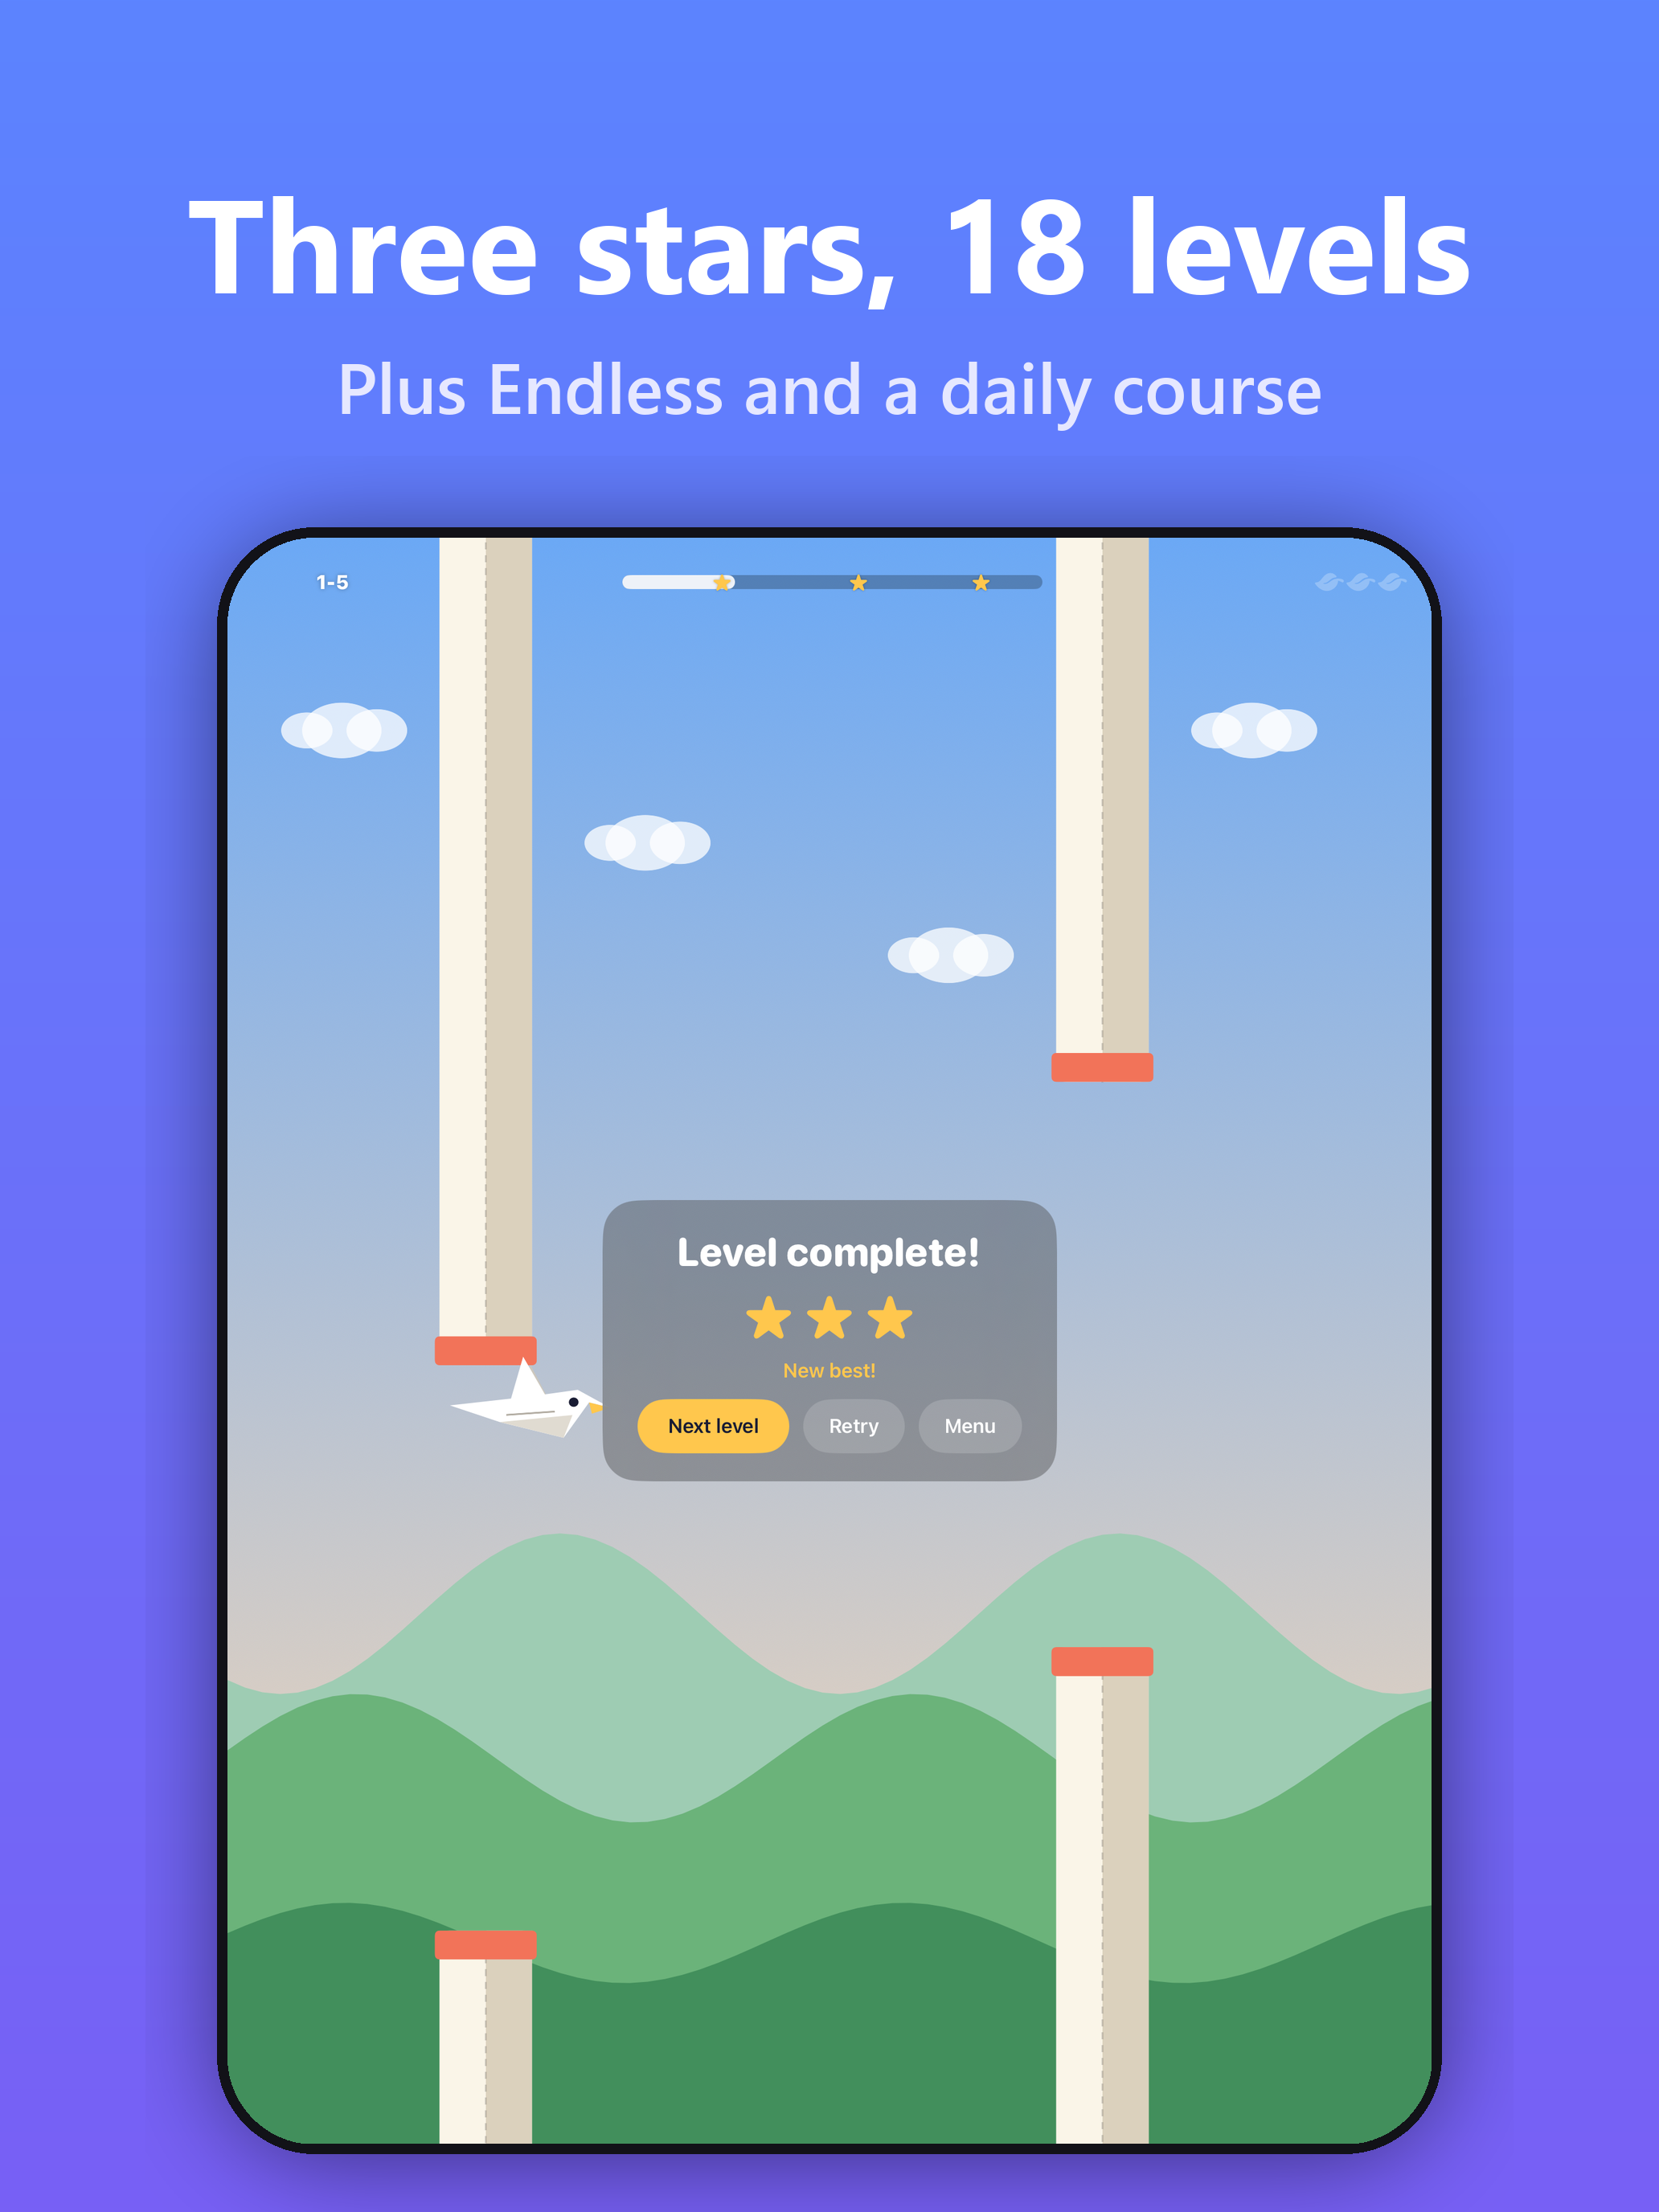 Three stars, 18 levels
Plus Endless and a daily course
1-5
Level complete!
New best!
Next level Retry Menu